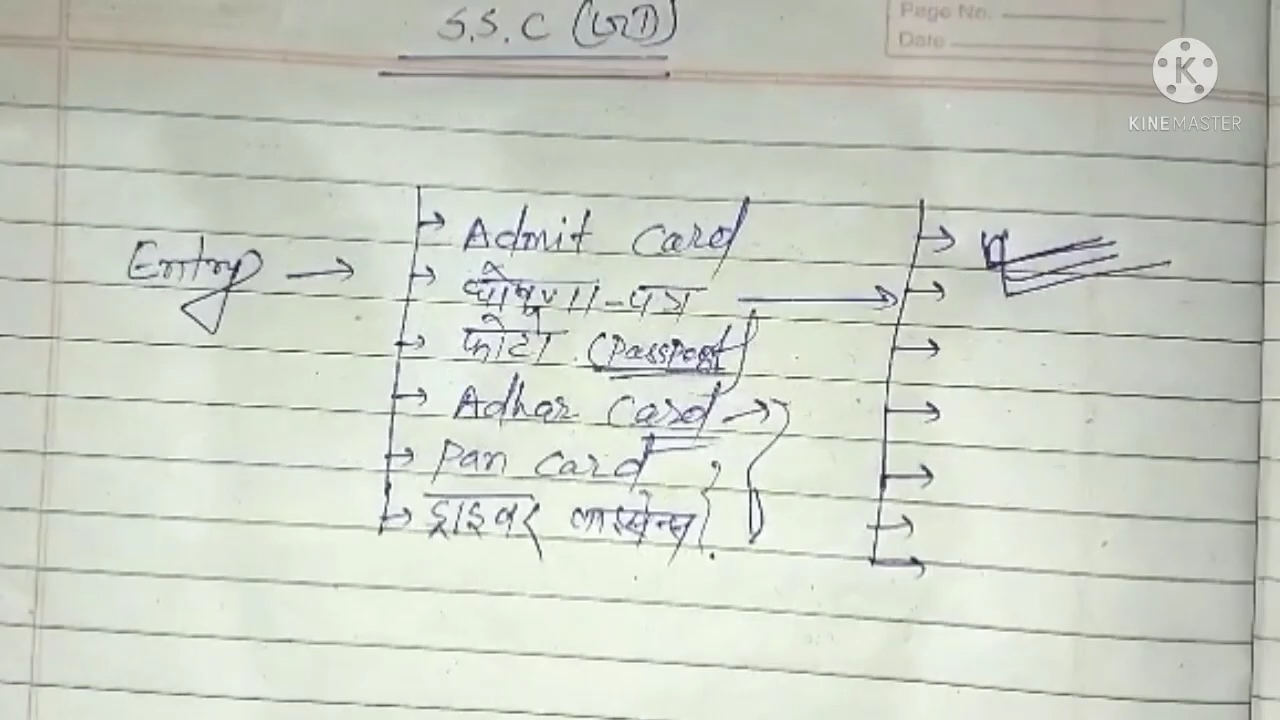 S.S.C (GD)
Page No.
Date
K
KINEMASTER
Entry →
→ Admit Card
→ घोषणा-पत्र
→ फोटो (Passport)
→ Adhar Card →
→ Pan Card
→ ड्राइवर लाइसेन्स